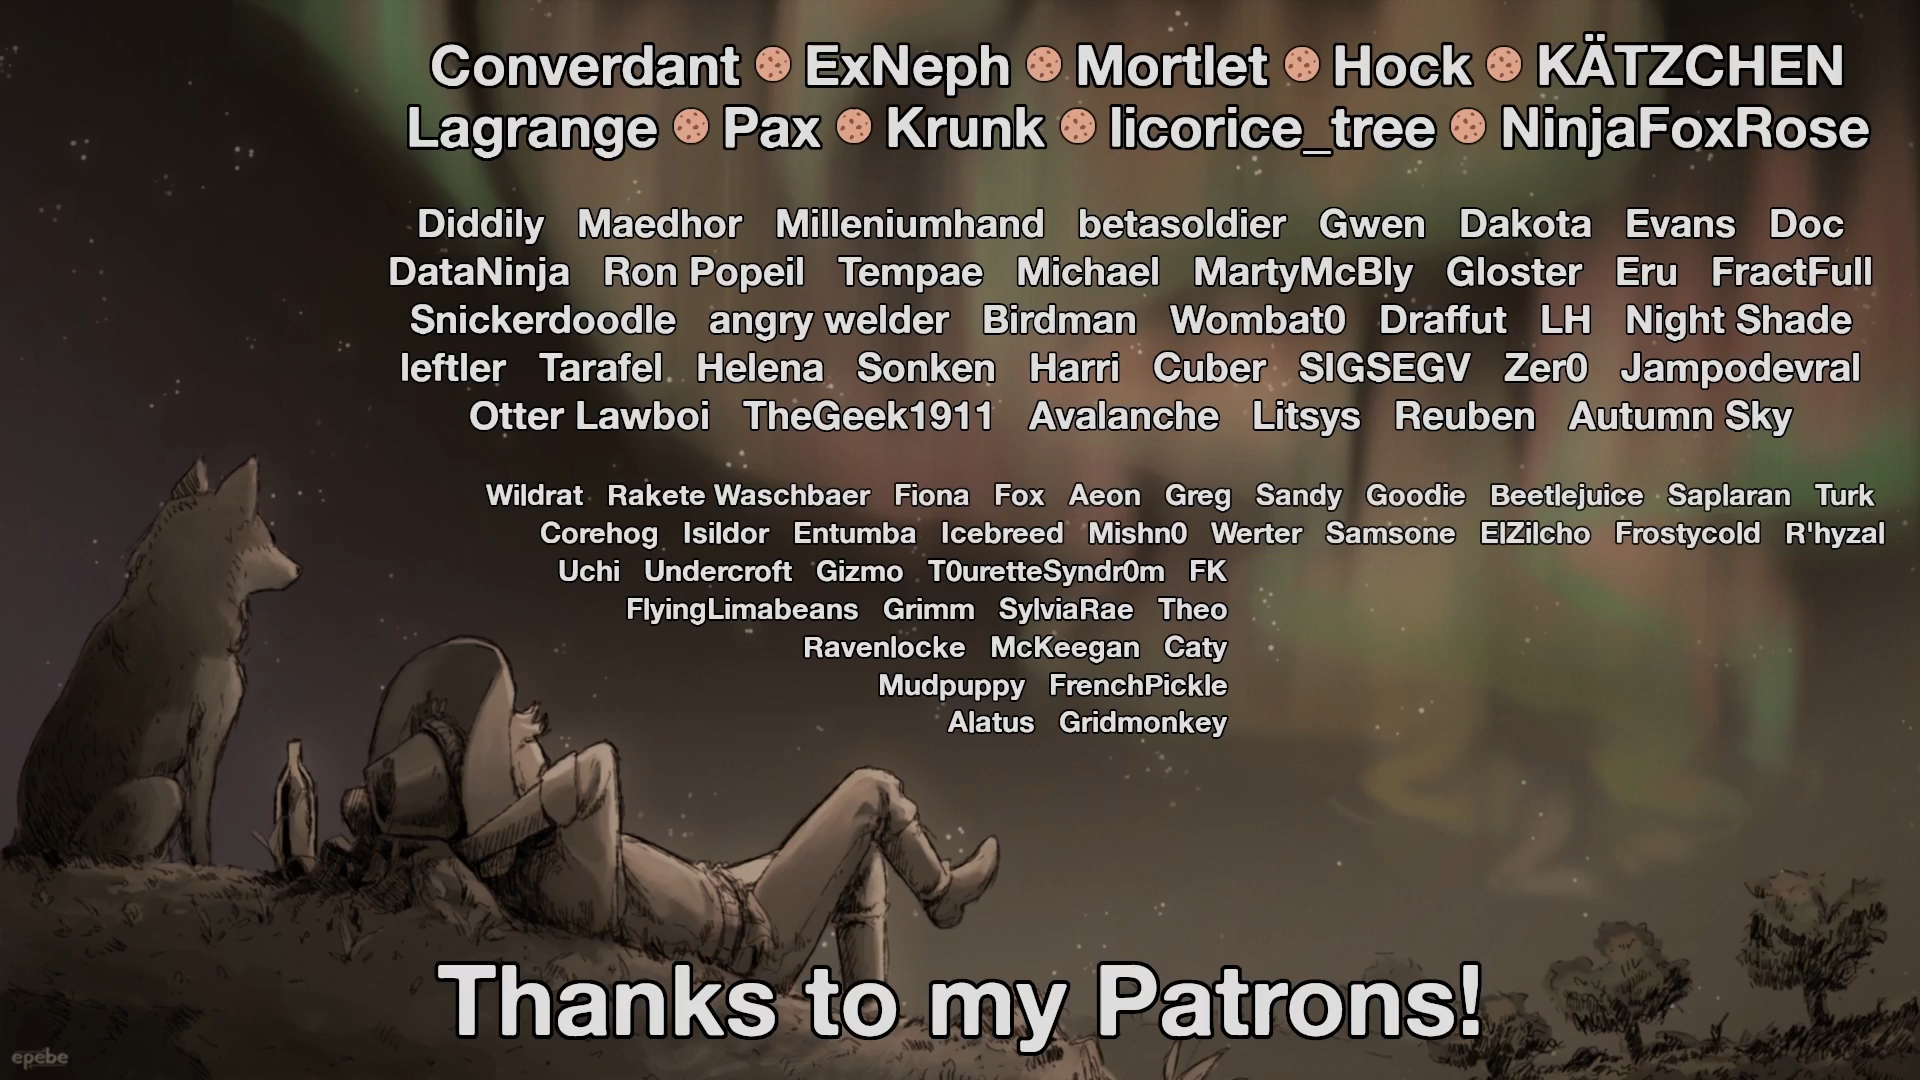 Converdant 🍪 ExNeph 🍪 Mortlet 🍪 Hock 🍪 KÄTZCHEN
Lagrange 🍪 Pax 🍪 Krunk 🍪 licorice_tree 🍪 NinjaFoxRose
Diddily Maedhor Milleniumhand betasoldier Gwen Dakota Evans Doc
DataNinja Ron Popeil Tempae Michael MartyMcBly Gloster Eru FractFull
Snickerdoodle angry welder Birdman Wombat0 Draffut LH Night Shade
leftler Tarafel Helena Sonken Harri Cuber SIGSEGV Zer0 Jampodevral
Otter Lawboi TheGeek1911 Avalanche Litsys Reuben Autumn Sky
Wildrat Rakete Waschbaer Fiona Fox Aeon Greg Sandy Goodie Beetlejuice Saplaran Turk
Corehog Isildor Entumba Icebreed Mishn0 Werter Samsone ElZilcho Frostycold R'hyzal
Uchi Undercroft Gizmo T0uretteSyndr0m FK
FlyingLimabeans Grimm SylviaRae Theo
Ravenlocke McKeegan Caty
Mudpuppy FrenchPickle
Alatus Gridmonkey
Thanks to my Patrons!
epebe